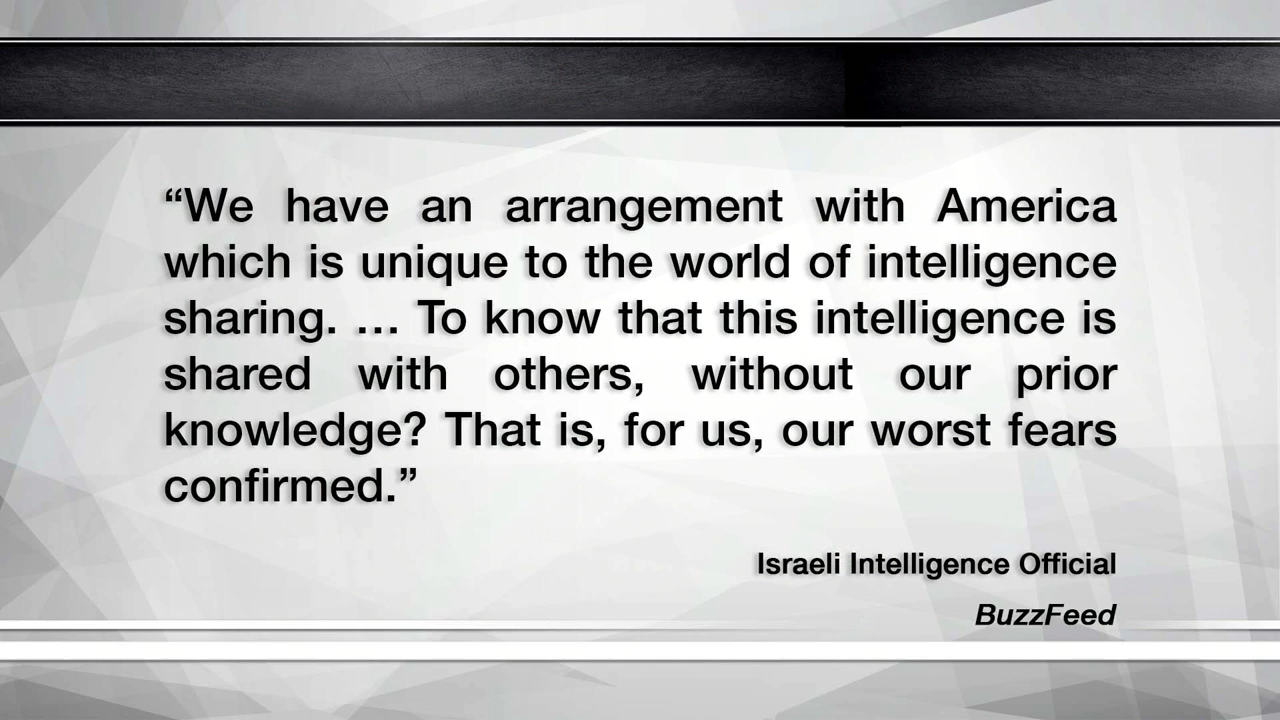 “We have an arrangement with America
which is unique to the world of intelligence
sharing. … To know that this intelligence is
shared with others, without our prior
knowledge? That is, for us, our worst fears
confirmed.”
Israeli Intelligence Official
BuzzFeed